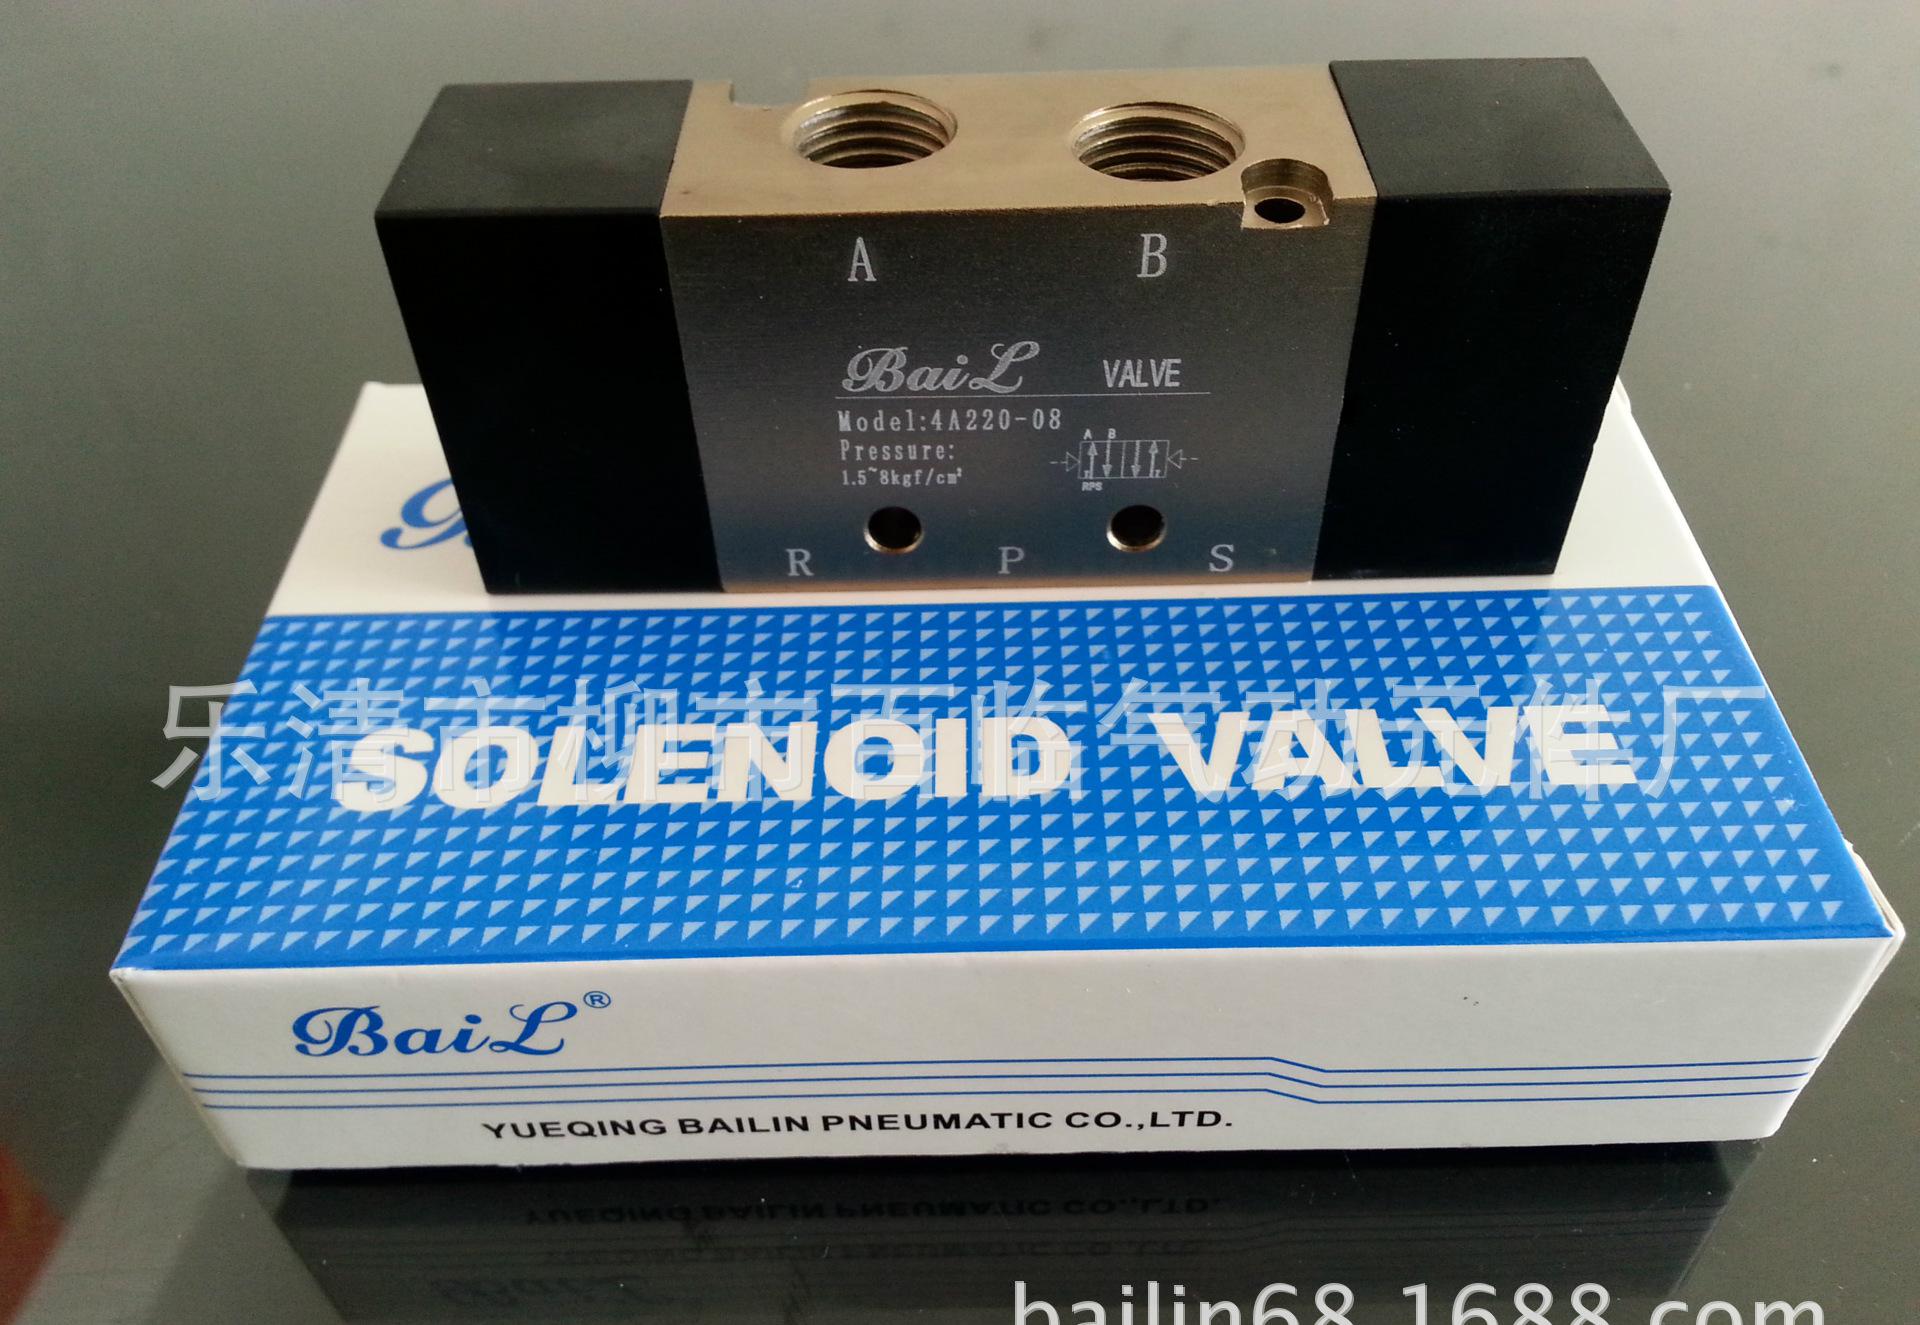 A B
BaiL VALVE
Model:4A220-08
Pressure:
1.5~8kgf/cm²
A B
RPS
R P S
乐清市柳市百临气动元件厂
SOLENOID VALVE
BaiL®
YUEQING BAILIN PNEUMATIC CO.,LTD.
bailin68.1688.com